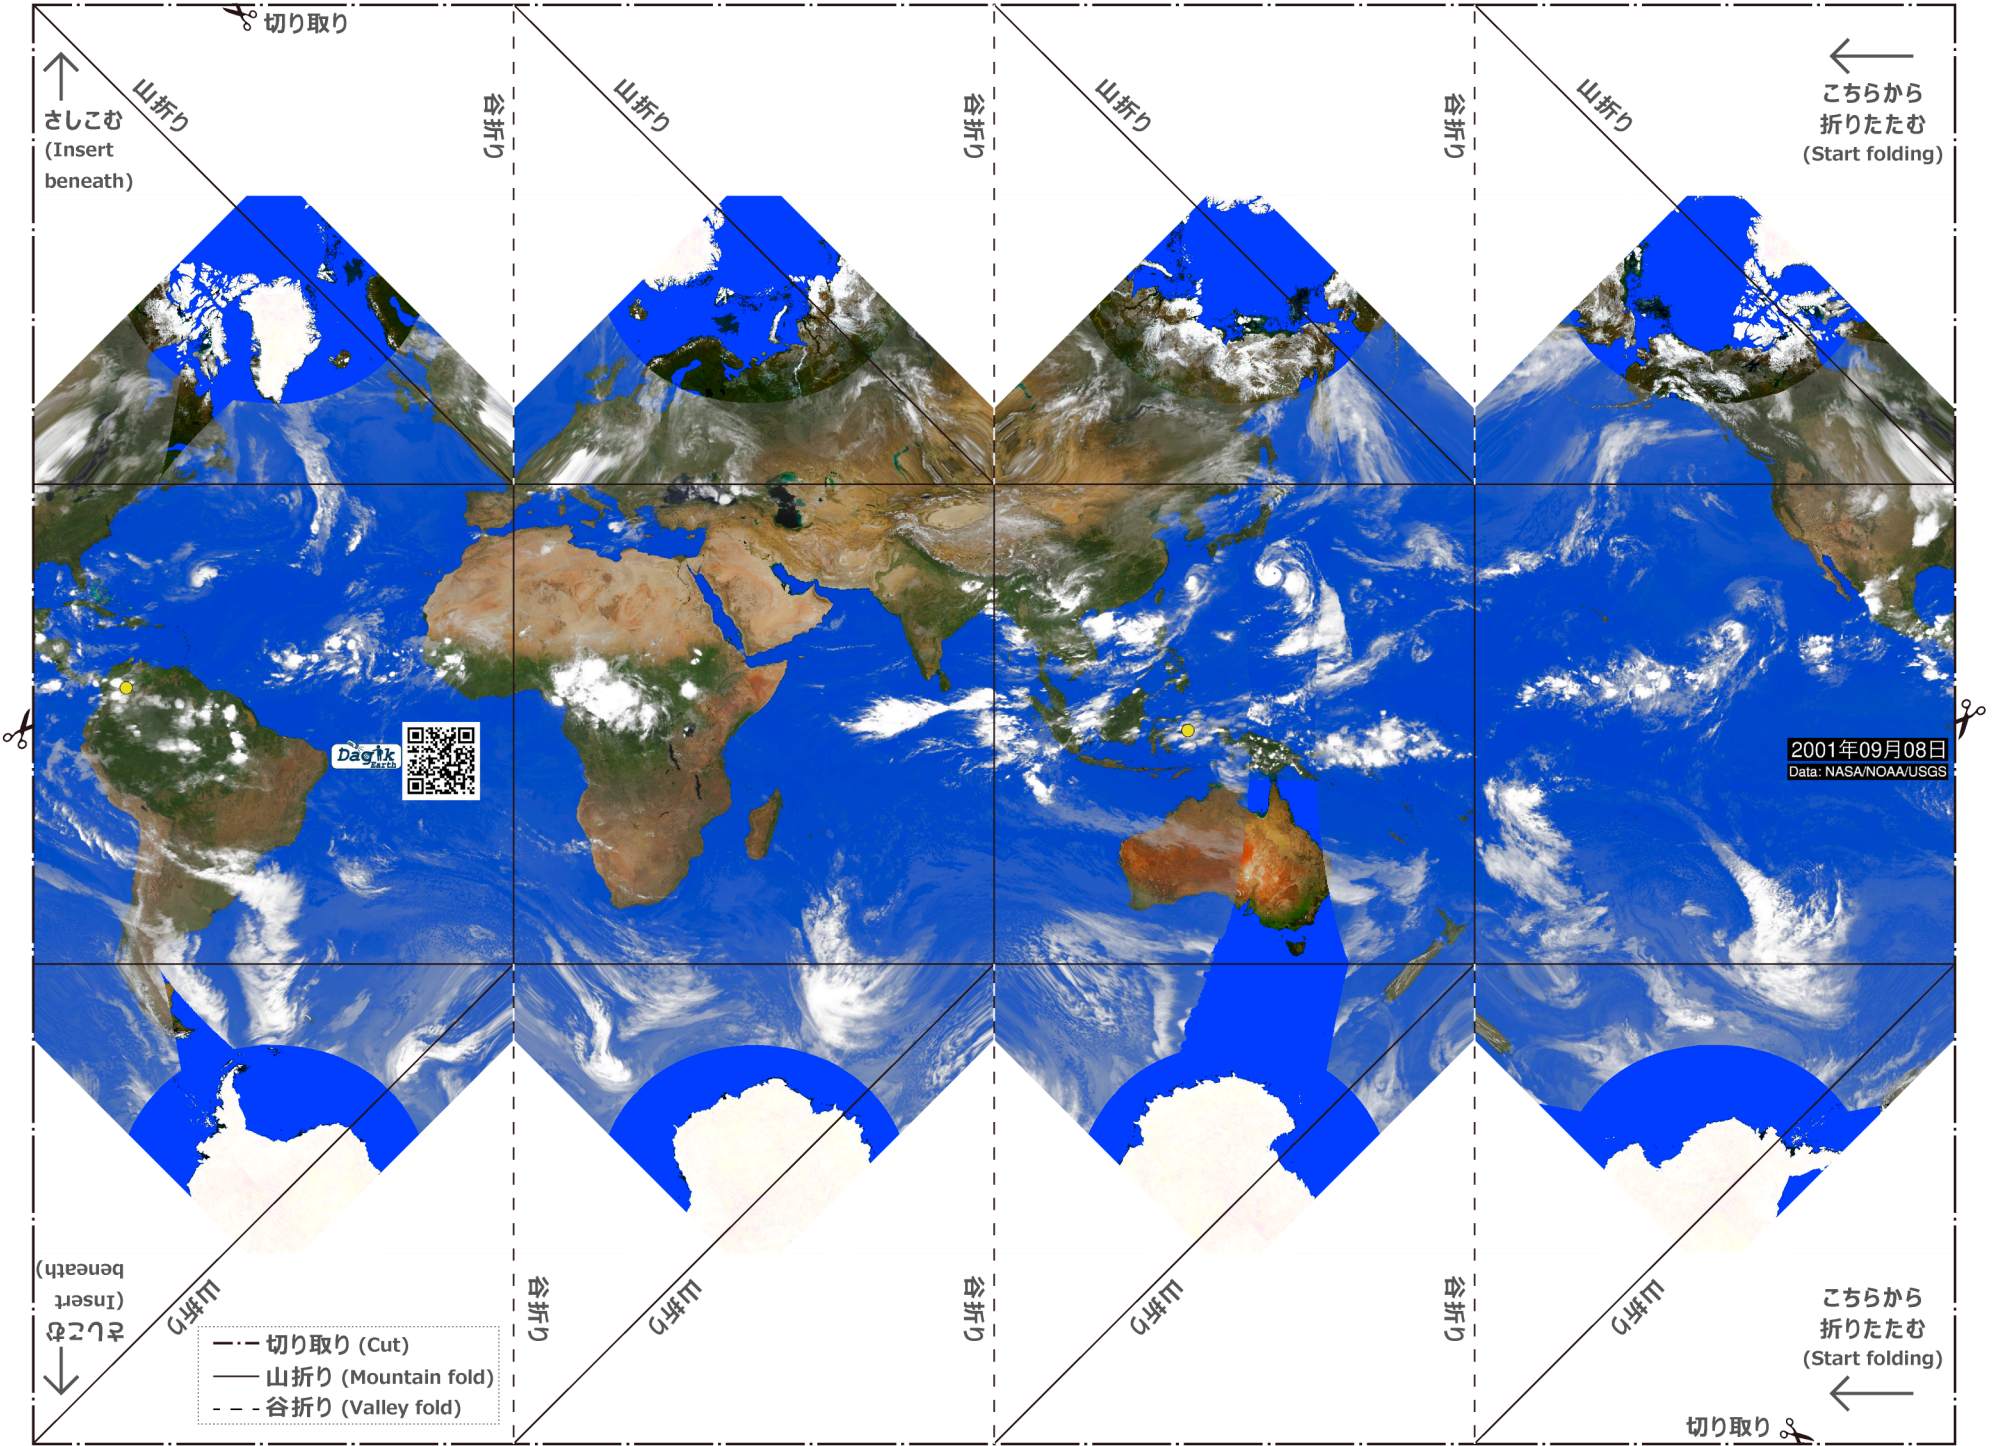 切り取り
さしこむ
(Insert
beneath)
山折り
谷折り
山折り
谷折り
山折り
谷折り
山折り
こちらから
折りたたむ
(Start folding)
Dagik
Earth
2001年09月08日
Data: NASA/NOAA/USGS
さしこむ
(Insert
beneath)
山折り
谷折り
山折り
谷折り
山折り
谷折り
山折り
こちらから
折りたたむ
(Start folding)
切り取り (Cut)
山折り (Mountain fold)
谷折り (Valley fold)
切り取り